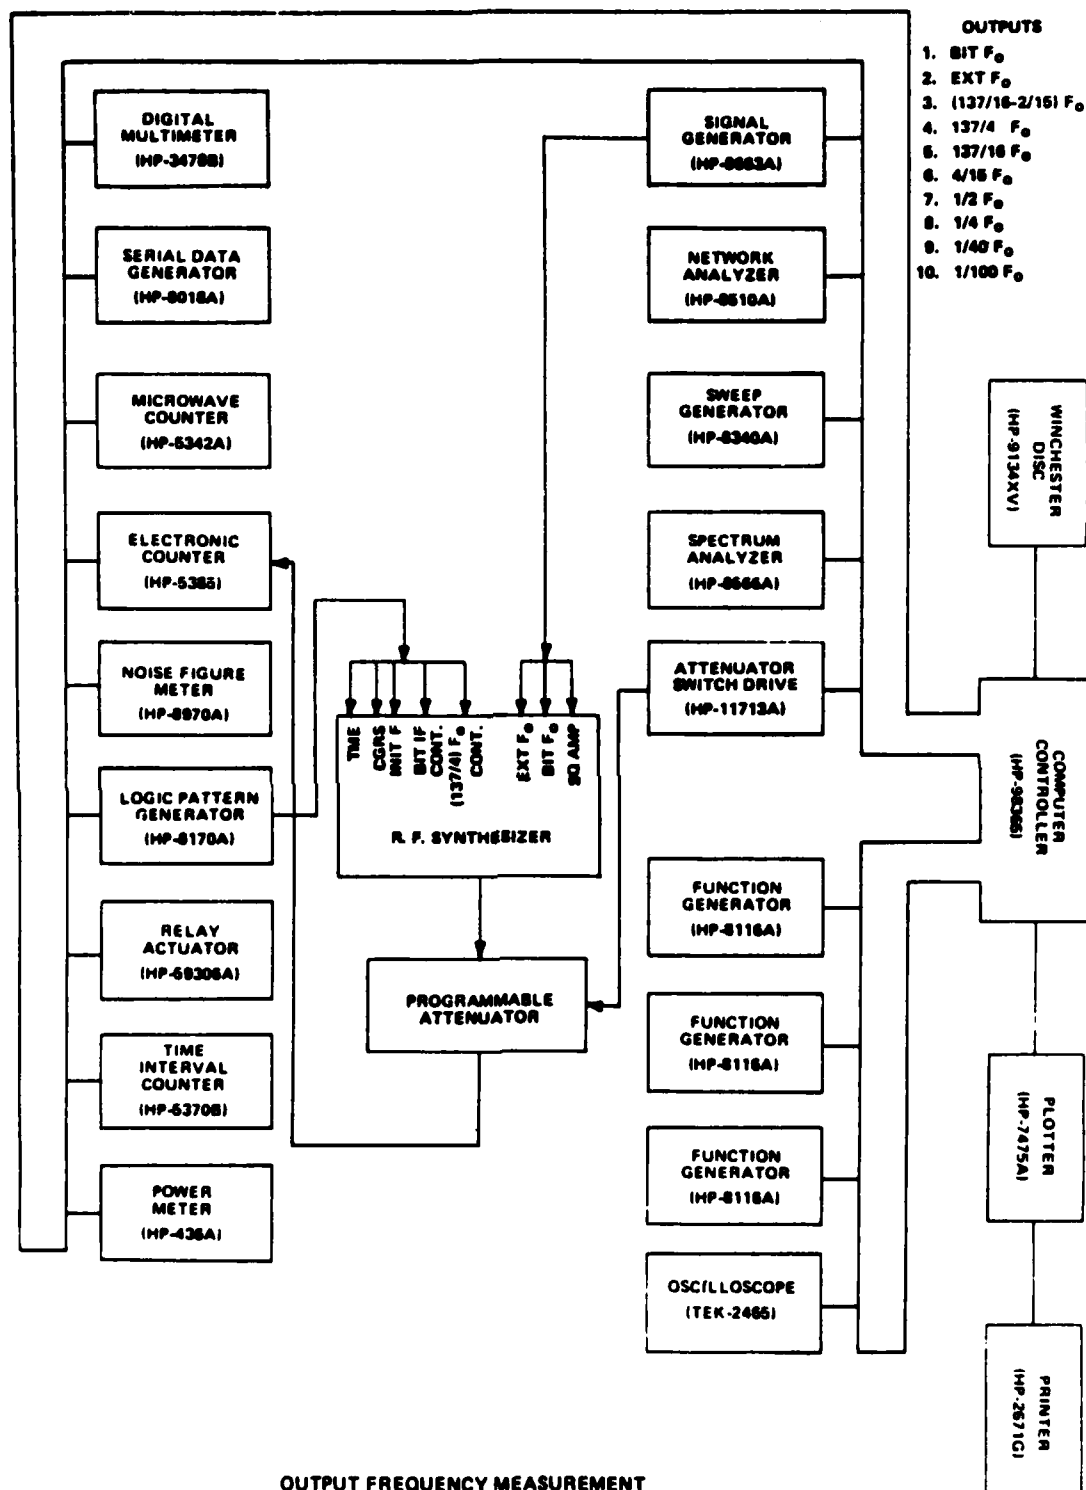 OUTPUTS
1. BIT F₀
2. EXT F₀
3. (137/16-2/15) F₀
4. 137/4 F₀
5. 137/16 F₀
6. 4/15 F₀
7. 1/2 F₀
8. 1/4 F₀
9. 1/40 F₀
10. 1/100 F₀
DIGITAL
MULTIMETER
(HP-3478B)
SERIAL DATA
GENERATOR
(HP-8018A)
MICROWAVE
COUNTER
(HP-5342A)
ELECTRONIC
COUNTER
NOISE FIGURE
METER
(HP-8970A)
LOGIC PATTERN
GENERATOR
(HP-8170A)
RELAY
ACTUATOR
(HP-59306A)
TIME
INTERVAL
COUNTER
(HP-5370B)
POWER
METER
(HP-436A)
TME
CGRS
INIT F
BIT IF
CONT.
(137/4) F₀
CONT.
EXT F₀
BIT F₀
SQ AMP
R. F. SYNTHESIZER
PROGRAMMABLE
ATTENUATOR
SIGNAL
GENERATOR
(HP-8663A)
NETWORK
ANALYZER
(HP-8510A)
SWEEP
GENERATOR
(HP-8340A)
SPECTRUM
ANALYZER
(HP-8566A)
ATTENUATOR
SWITCH DRIVE
(HP-11713A)
FUNCTION
GENERATOR
(HP-8116A)
FUNCTION
GENERATOR
(HP-8116A)
FUNCTION
GENERATOR
(HP-8116A)
OSCILLOSCOPE
(TEK-2465)
WINCHESTER
DISC
(HP-9134XV)
COMPUTER
CONTROLLER
PLOTTER
(HP-7475A)
PRINTER
(HP-2671G)
OUTPUT FREQUENCY MEASUREMENT